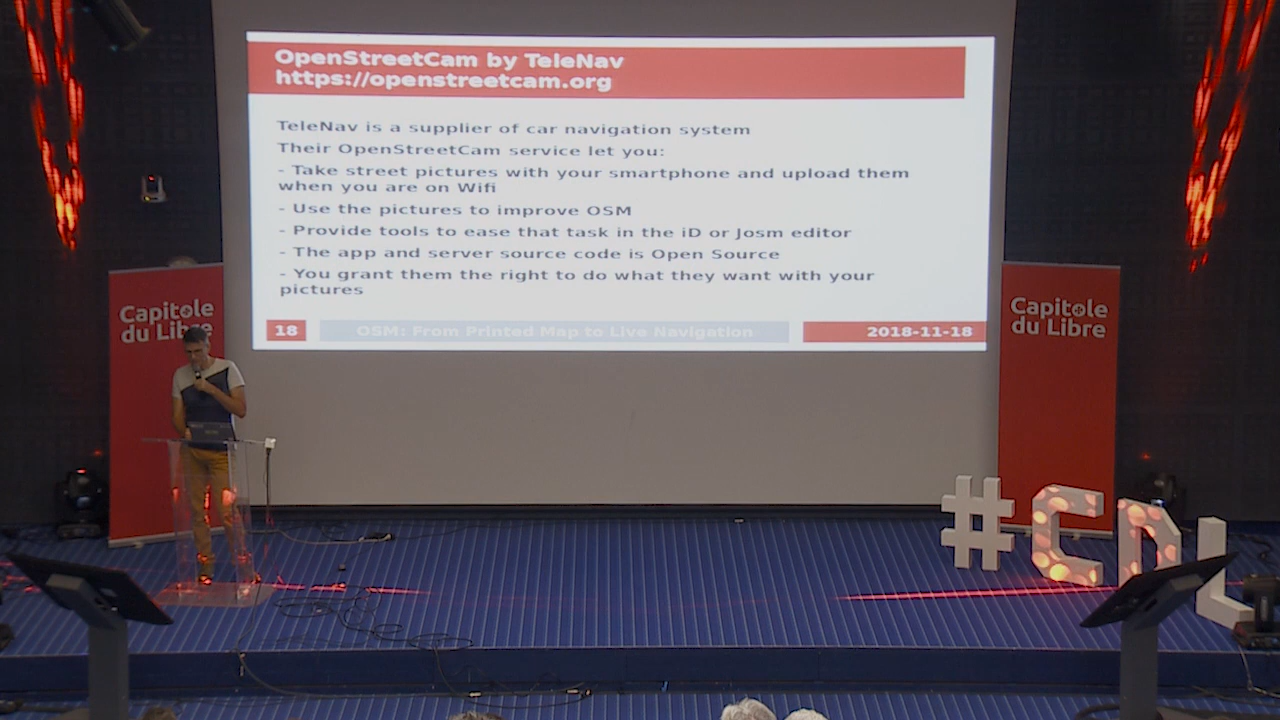 OpenStreetCam by TeleNav
https://openstreetcam.org
TeleNav is a supplier of car navigation system
Their OpenStreetCam service let you:
- Take street pictures with your smartphone and upload them
when you are on Wifi
- Use the pictures to improve OSM
- Provide tools to ease that task in the iD or Josm editor
- The app and server source code is Open Source
- You grant them the right to do what they want with your
pictures
18
OSM: From Printed Map to Live Navigation
2018-11-18
Capitole
du Libre
Capitole
du Libre
#CDL